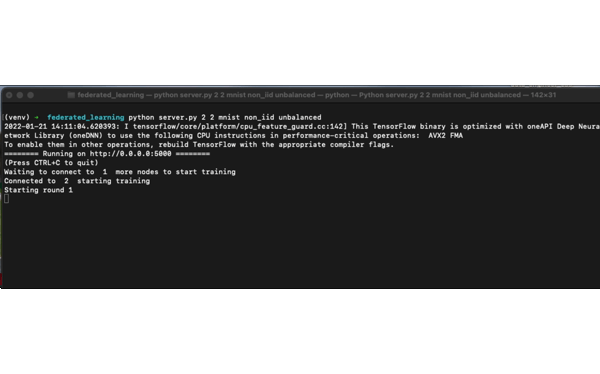 federated_learning — python server.py 2 2 mnist non_iid unbalanced — python — Python server.py 2 2 mnist non_iid unbalanced — 142×31
(venv) → federated_learning python server.py 2 2 mnist non_iid unbalanced
2022-01-21 14:11:04.620393: I tensorflow/core/platform/cpu_feature_guard.cc:142] This TensorFlow binary is optimized with oneAPI Deep Neura
etwork Library (oneDNN) to use the following CPU instructions in performance-critical operations:  AVX2 FMA
To enable them in other operations, rebuild TensorFlow with the appropriate compiler flags.
======== Running on http://0.0.0.0:5000 ========
(Press CTRL+C to quit)
Waiting to connect to  1  more nodes to start training
Connected to  2  starting training
Starting round 1